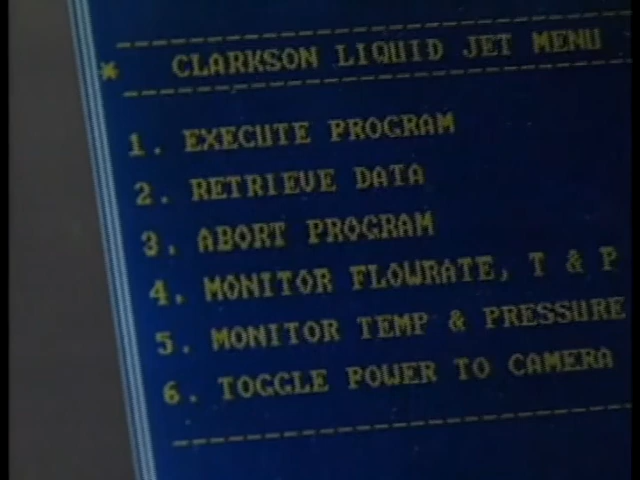 * CLARKSON LIQUID JET MENU
1. EXECUTE PROGRAM
2. RETRIEVE DATA
3. ABORT PROGRAM
4. MONITOR FLOWRATE, T & P
5. MONITOR TEMP & PRESSURE
6. TOGGLE POWER TO CAMERA